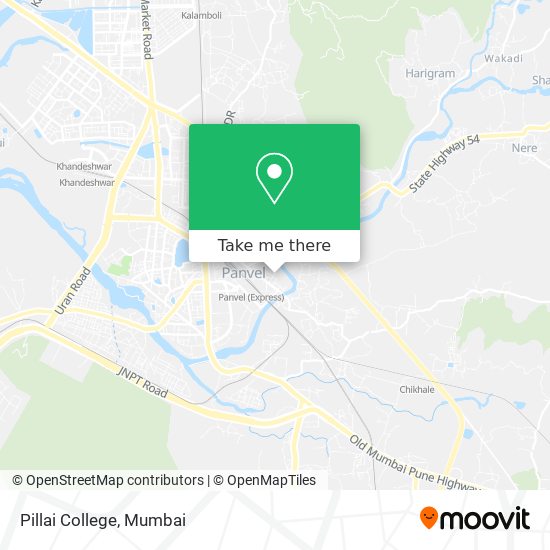 Kalamboli
Market Road
Wakadi
Harigram
Sha
DR
State Highway 54
Nere
ui
Khandeshwar
Khandeshwar
Take me there
Panvel
Uran Road
Panvel (Express)
JNPT Road
Chikhale
Old Mumbai Pune Highway
© OpenStreetMap contributors | © OpenMapTiles
Pillai College, Mumbai
moovit